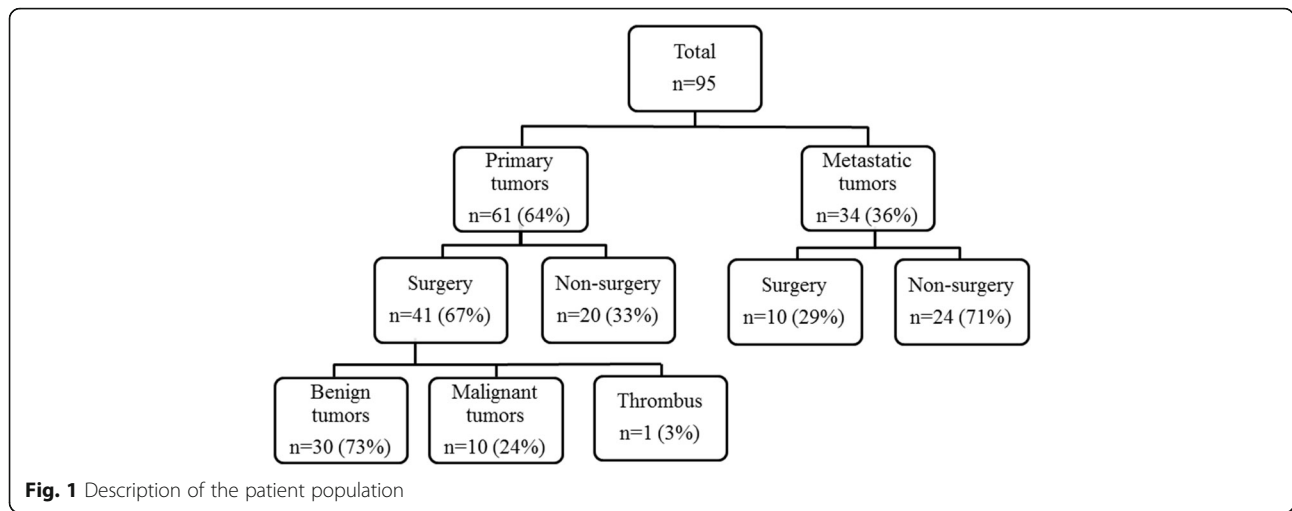 Total
n=95
Primary
tumors
n=61 (64%)
Metastatic
tumors
n=34 (36%)
Surgery
n=41 (67%)
Non-surgery
n=20 (33%)
Surgery
n=10 (29%)
Non-surgery
n=24 (71%)
Benign
tumors
n=30 (73%)
Malignant
tumors
n=10 (24%)
Thrombus
n=1 (3%)
Fig. 1 Description of the patient population